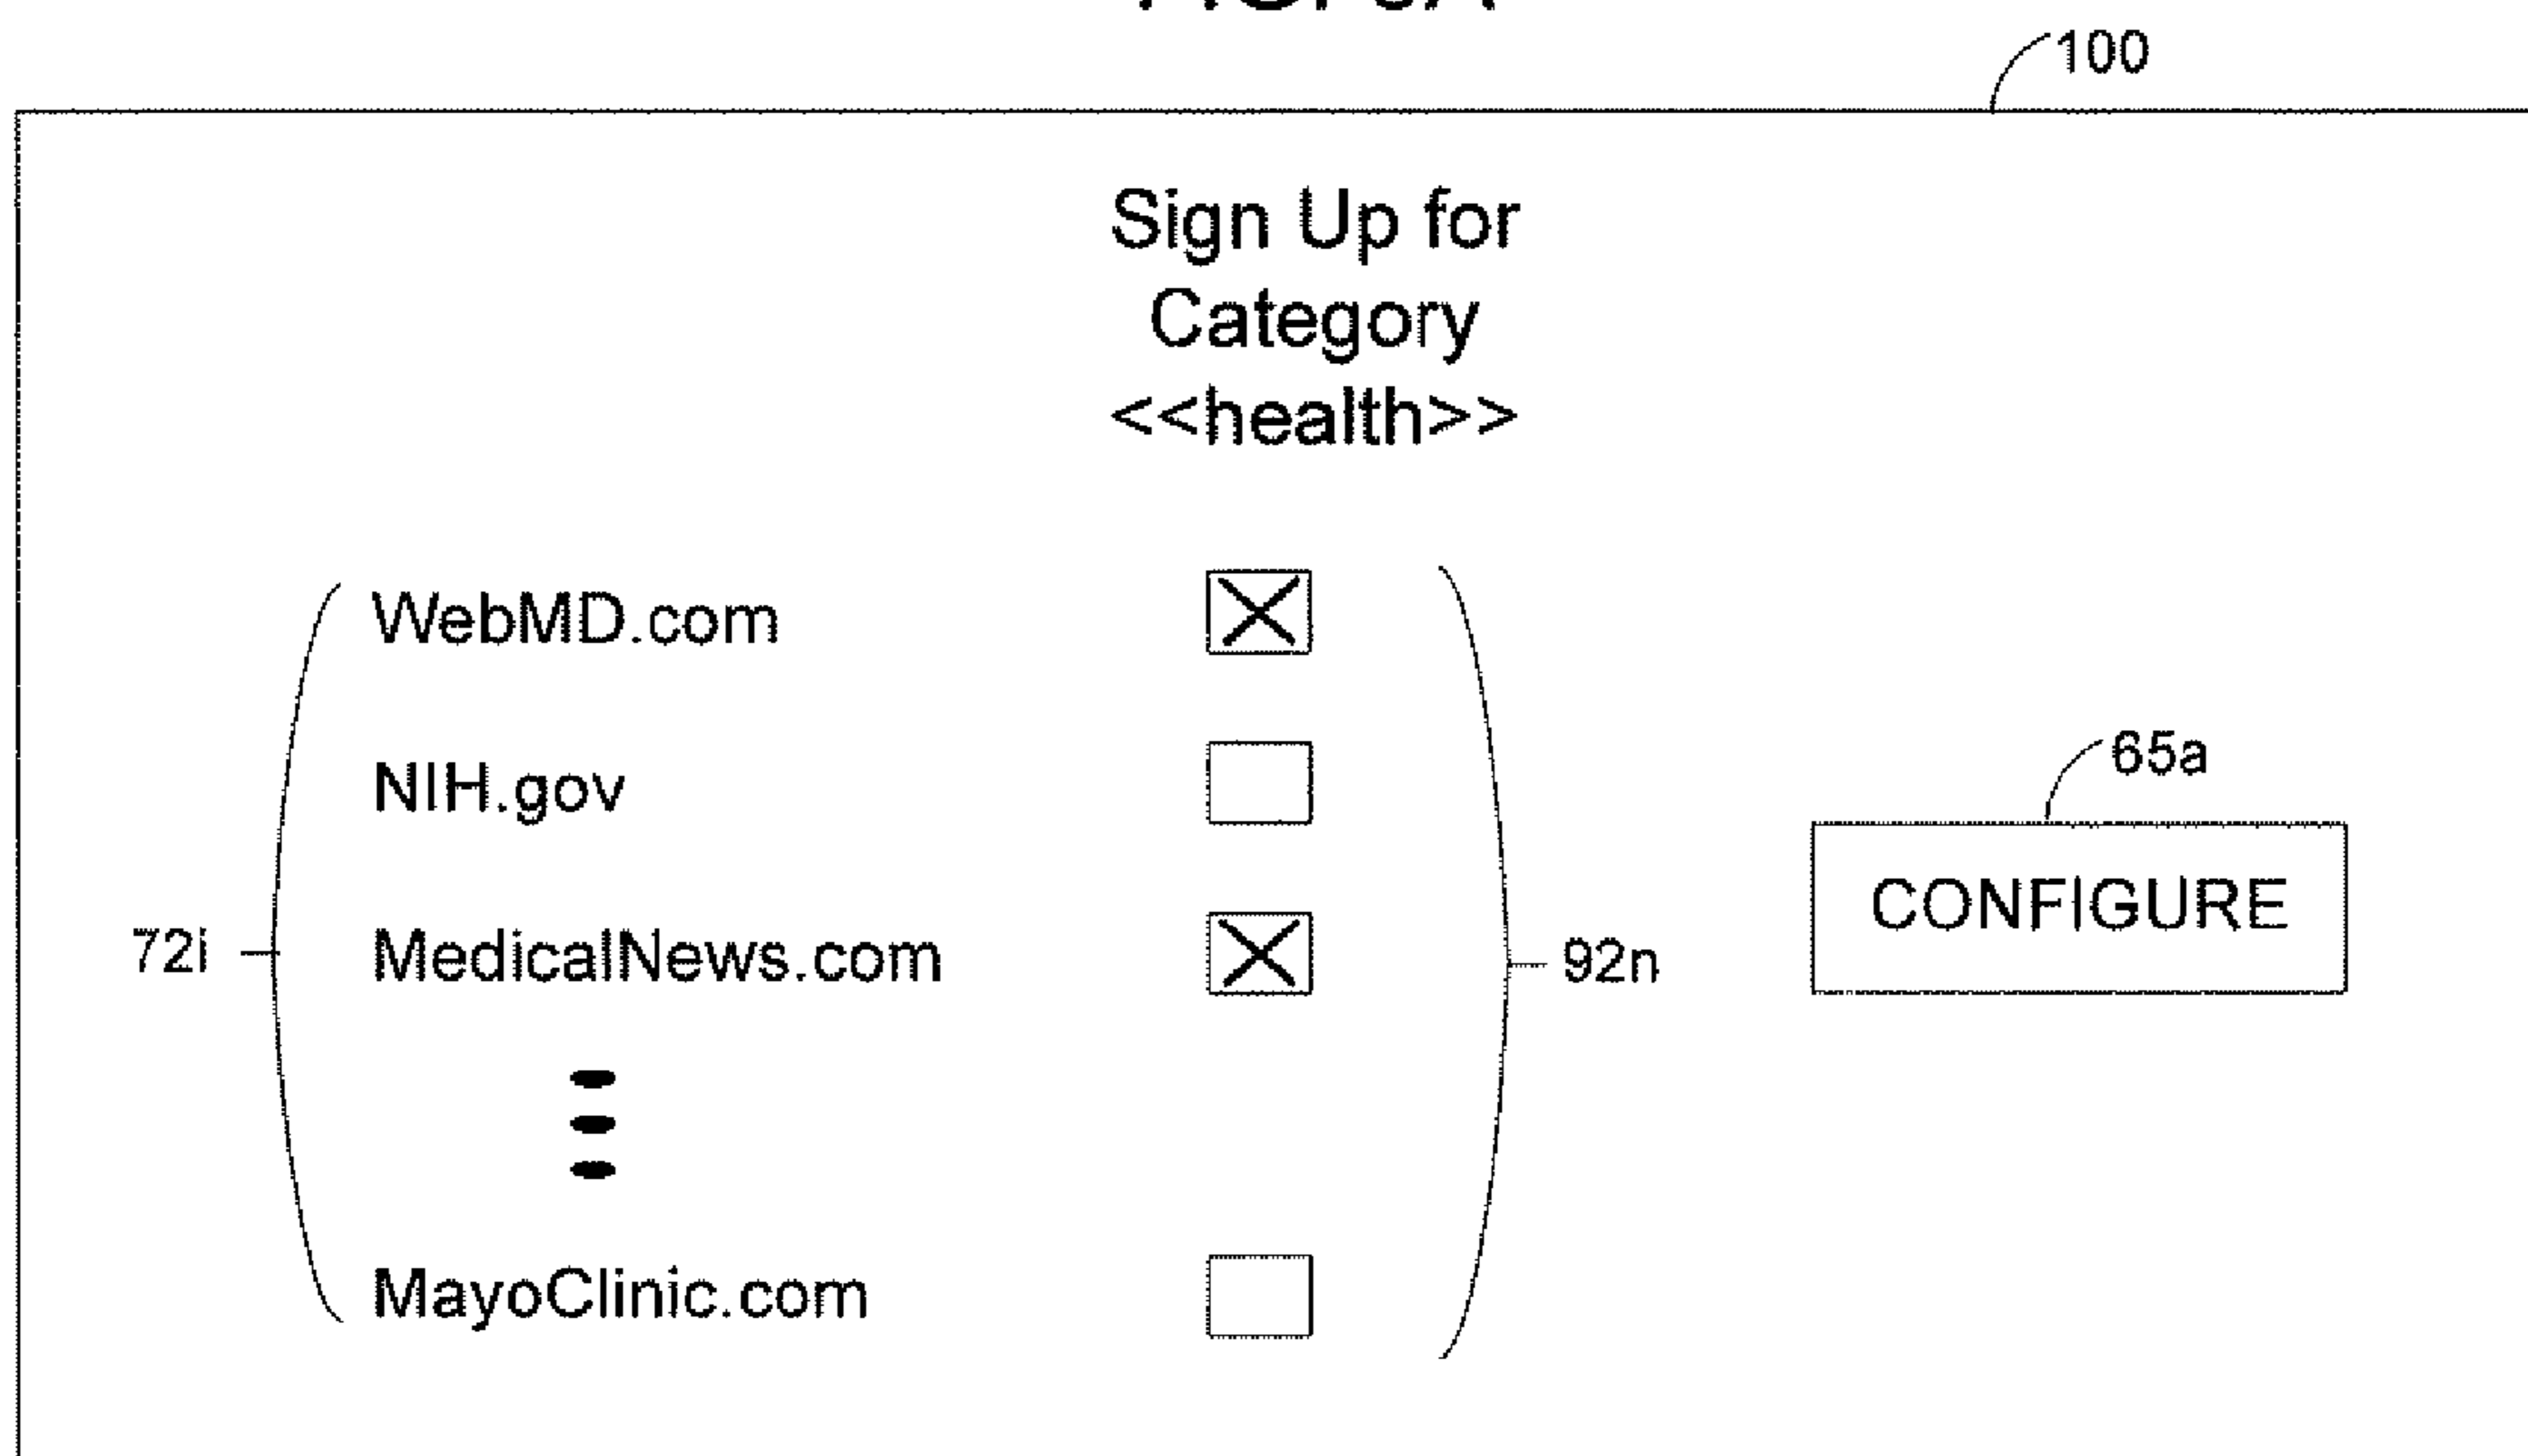 100
Sign Up for
Category
<<health>>
WebMD.com
NIH.gov
65a
CONFIGURE
72i
MedicalNews.com
92n
MayoClinic.com